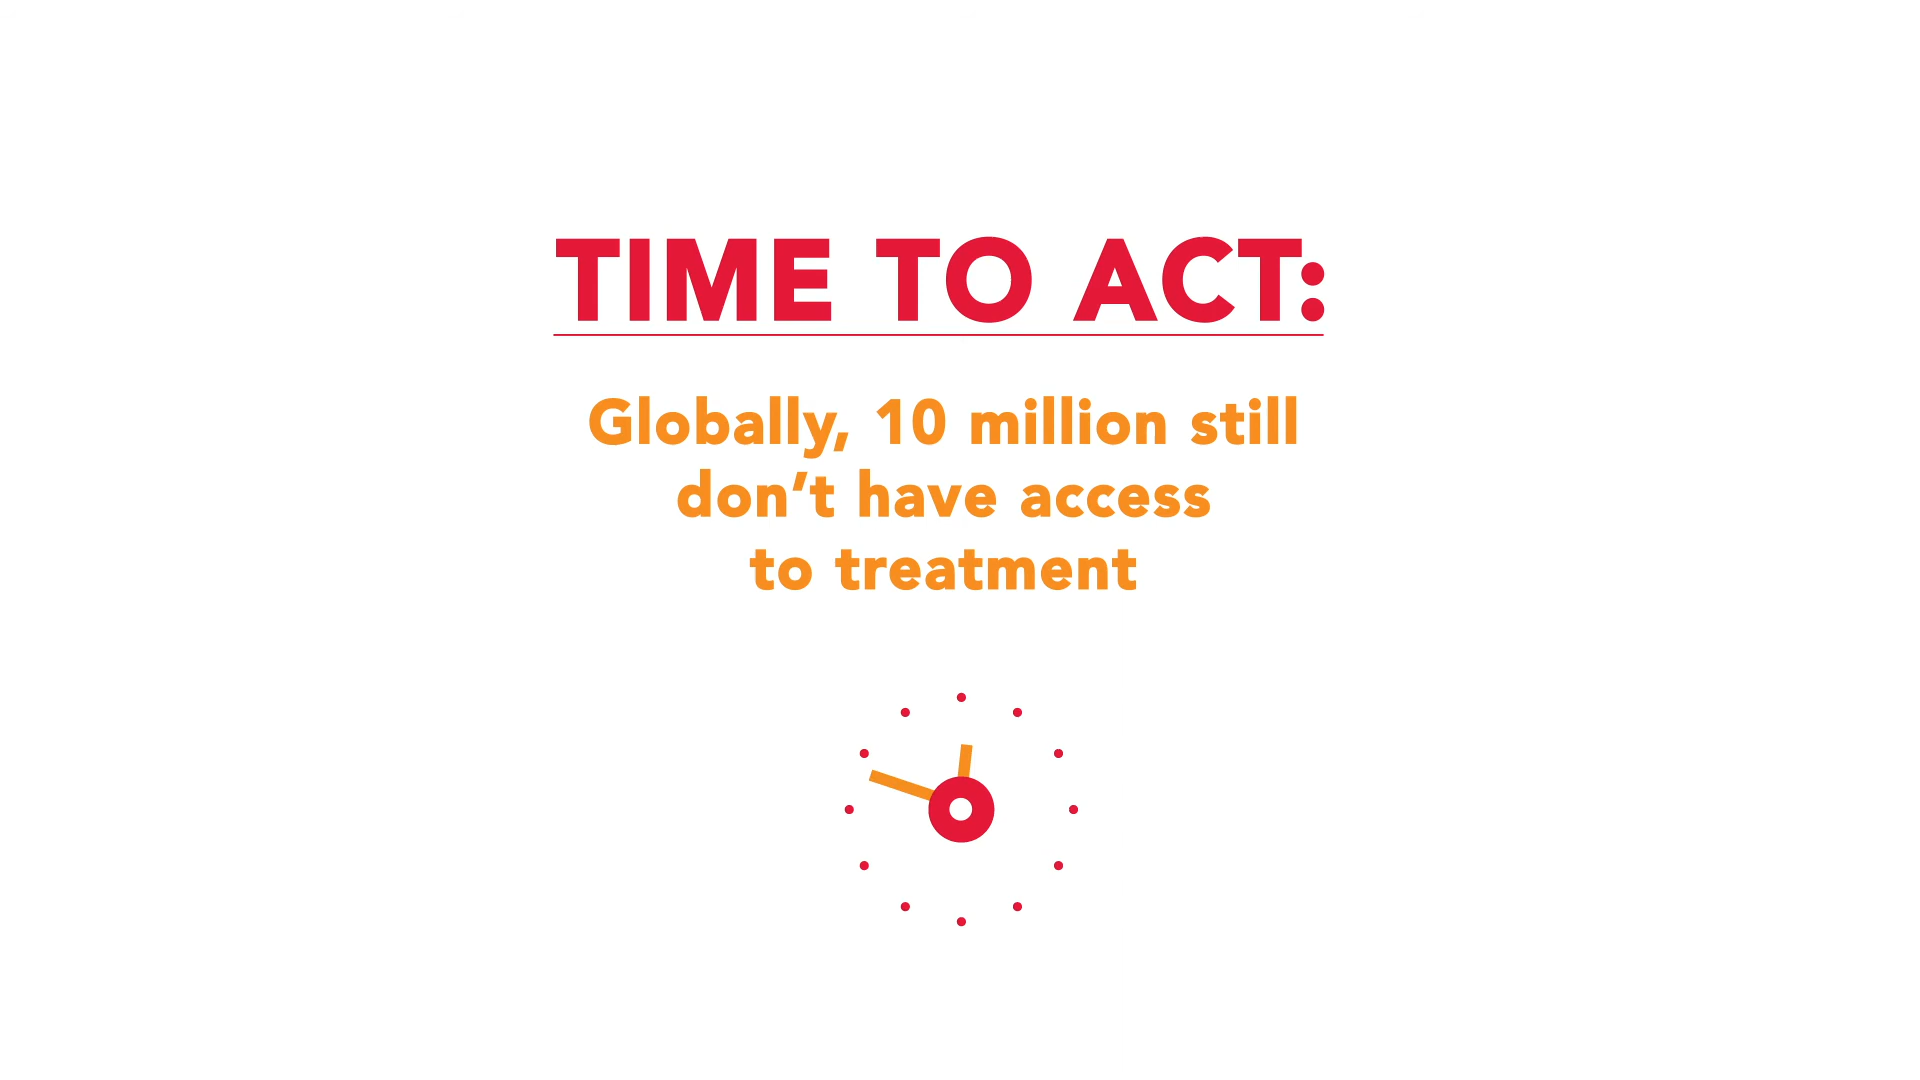 TIME TO ACT:
Globally, 10 million still
don’t have access
to treatment